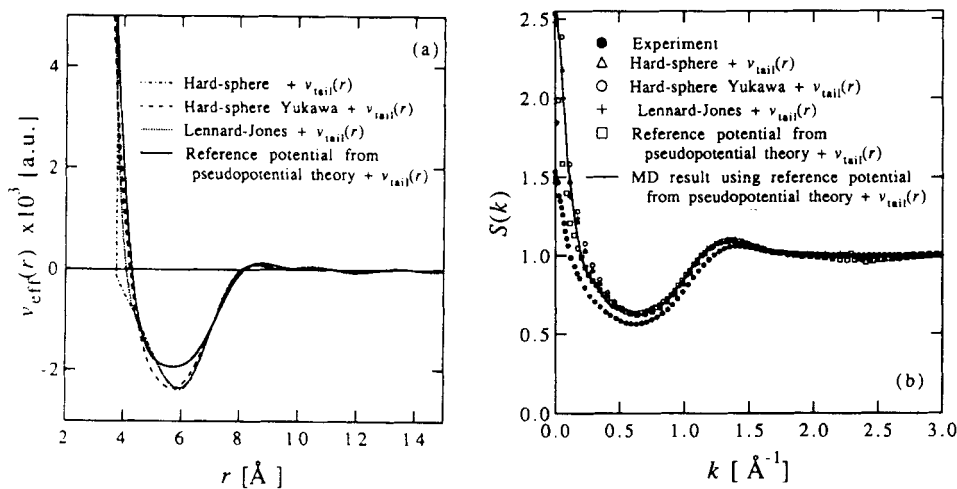 (a)
Hard-sphere + v_tail(r)
Hard-sphere Yukawa + v_tail(r)
Lennard-Jones + v_tail(r)
Reference potential from
pseudopotential theory + v_tail(r)
v_eff(r) x10³ [a.u.]
4
2
0
-2
2
4
6
8
10
12
14
r [Å]
(b)
Experiment
Hard-sphere + v_tail(r)
Hard-sphere Yukawa + v_tail(r)
Lennard-Jones + v_tail(r)
Reference potential from
pseudopotential theory + v_tail(r)
MD result using reference potential
from pseudopotential theory + v_tail(r)
S(k)
2.5
2.0
1.5
1.0
0.5
0.0
0.0
0.5
1.0
1.5
2.0
2.5
3.0
k [ Å⁻¹]